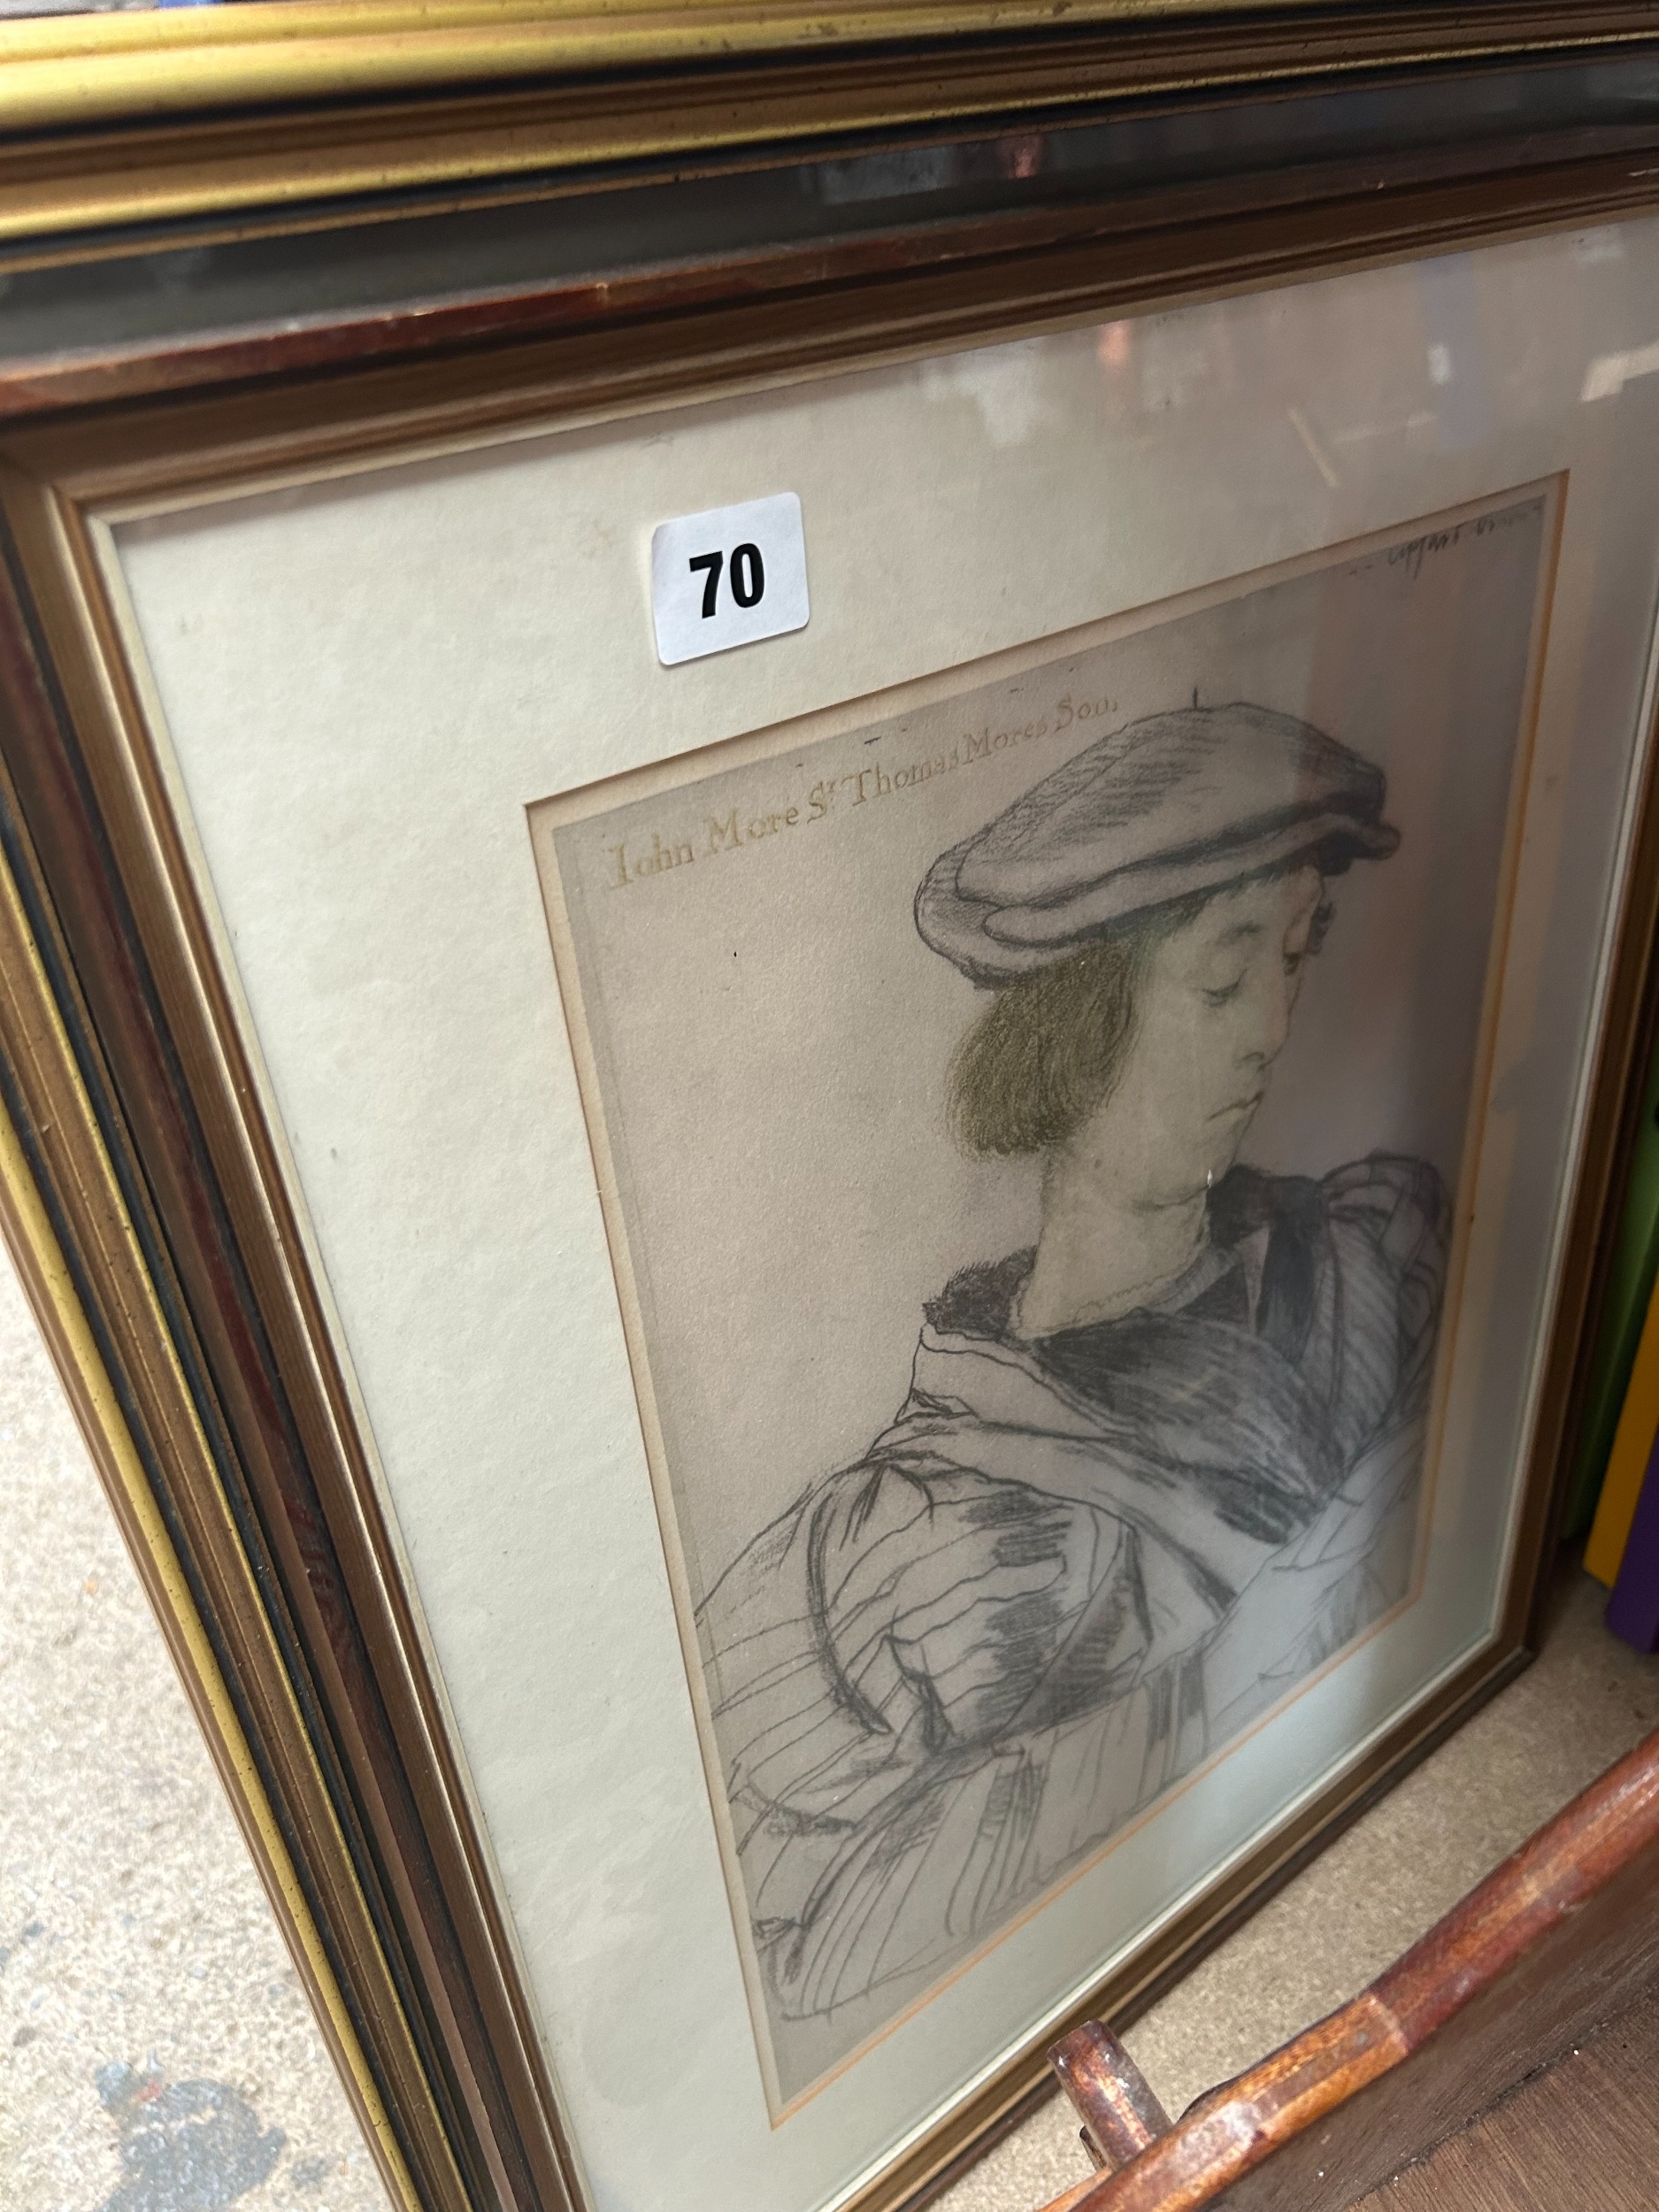 70
Iohn More Sr Thomas Mores Son.